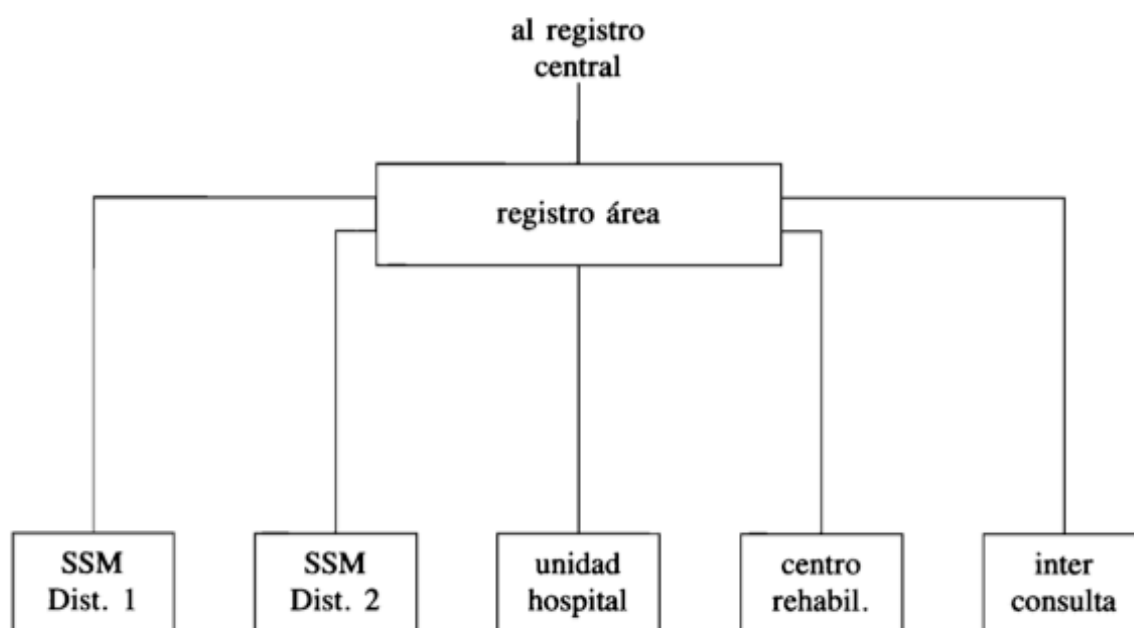 al registro
central
registro área
SSM
Dist. 1
SSM
Dist. 2
unidad
hospital
centro
rehabil.
inter
consulta